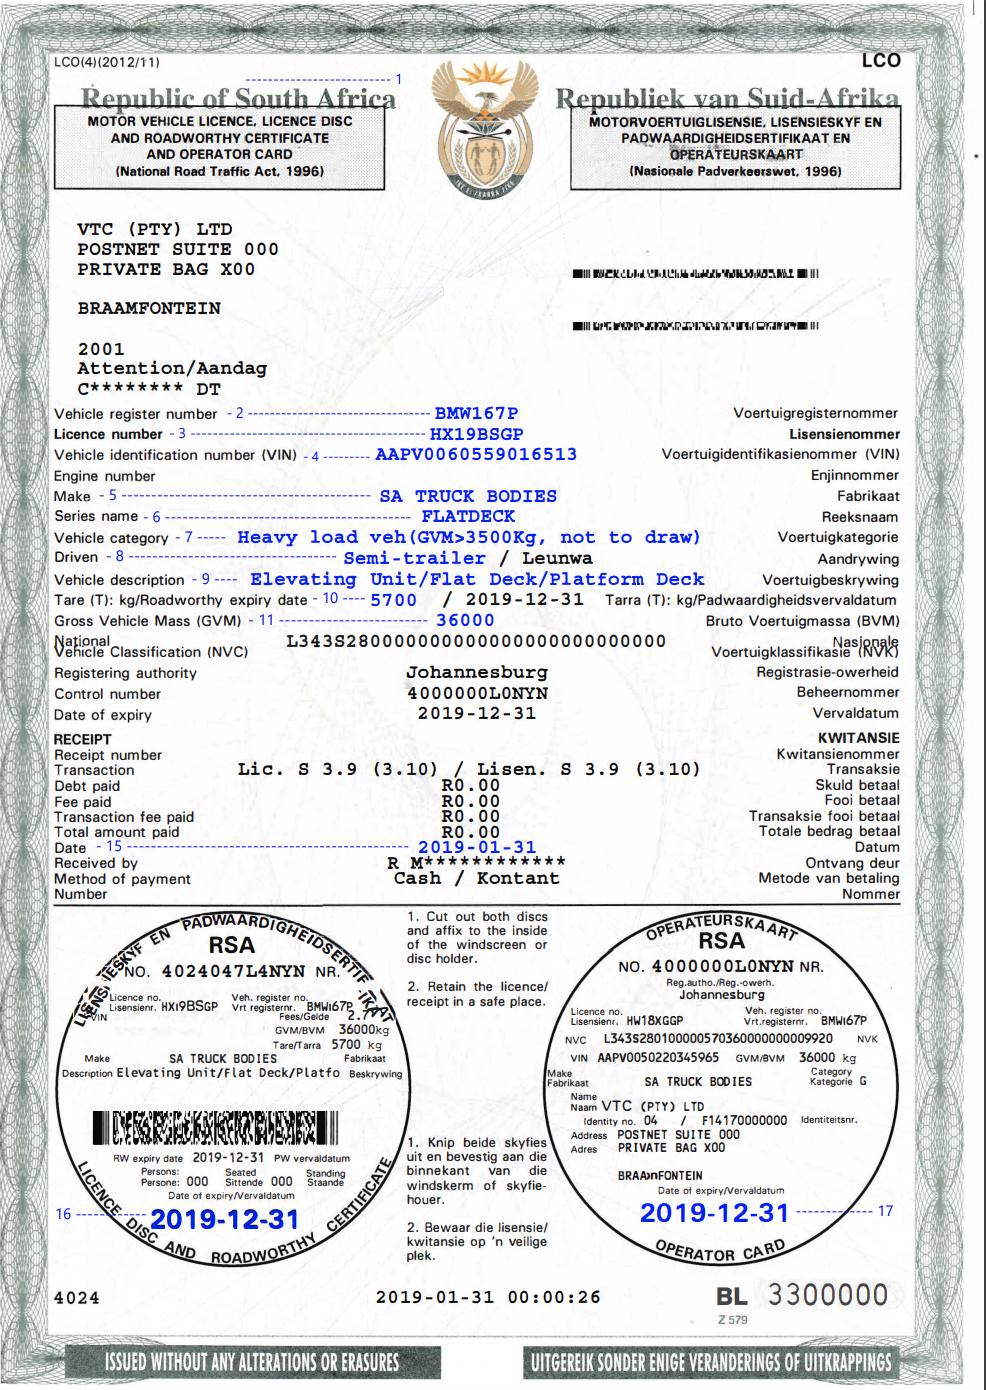 LCO(4)(2012/11)
LCO
1
Republic of South Africa
Republiek van Suid-Afrika
MOTOR VEHICLE LICENCE, LICENCE DISC
AND ROADWORTHY CERTIFICATE
AND OPERATOR CARD
(National Road Traffic Act, 1996)
MOTORVOERTUIGLISENSIE, LISENSIESKYF EN
PADWAARDIGHEIDSERTIFIKAAT EN
OPERATEURSKAART
(Nasionale Padverkeerswet, 1996)
VTC (PTY) LTD
POSTNET SUITE 000
PRIVATE BAG X00
BRAAMFONTEIN
2001
Attention/Aandag
C******** DT
Vehicle register number - 2 BMW167P Voertuigregisternommer
Licence number - 3 HX19BSGP Lisensienommer
Vehicle identification number (VIN) - 4 AAPV0060559016513 Voertuigidentifikasienommer (VIN)
Engine number Enjinnommer
Make - 5 SA TRUCK BODIES Fabrikaat
Series name - 6 FLATDECK Reeksnaam
Vehicle category - 7 Heavy load veh(GVM>3500Kg, not to draw) Voertuigkategorie
Driven - 8 Semi-trailer / Leunwa Aandrywing
Vehicle description - 9 Elevating Unit/Flat Deck/Platform Deck Voertuigbeskrywing
Tare (T): kg/Roadworthy expiry date - 10 5700 / 2019-12-31 Tarra (T): kg/Padwaardigheidsvervaldatum
Gross Vehicle Mass (GVM) - 11 36000 Bruto Voertuigmassa (BVM)
National Nasionale
Vehicle Classification (NVC) L343S28000000000000000000000000 Voertuigklassifikasie (NVK)
Registering authority Johannesburg Registrasie-owerheid
Control number 4000000L0NYN Beheernommer
Date of expiry 2019-12-31 Vervaldatum
RECEIPT KWITANSIE
Receipt number Kwitansienommer
Transaction Lic. S 3.9 (3.10) / Lisen. S 3.9 (3.10) Transaksie
Debt paid R0.00 Skuld betaal
Fee paid R0.00 Fooi betaal
Transaction fee paid R0.00 Transaksie fooi betaal
Total amount paid R0.00 Totale bedrag betaal
Date - 15 2019-01-31 Datum
Received by R M************ Ontvang deur
Method of payment Cash / Kontant Metode van betaling
Number Nommer
LISENSIESKYF EN PADWAARDIGHEIDSERTIFIKAAT
RSA
NO. 4024047L4NYN NR.
Licence no. Veh. register no.
Lisensienr. HX19BSGP Vrt registernr. BMW167P
VIN Fees/Gelde 2.7
GVM/BVM 36000kg
Tare/Tarra 5700 kg
Make SA TRUCK BODIES Fabrikaat
Description Elevating Unit/Flat Deck/Platfo Beskrywing
RW expiry date 2019-12-31 PW vervaldatum
Persons: Seated Standing
Persone: 000 Sittende 000 Staande
Date of expiry/Vervaldatum
16 2019-12-31
LICENCE DISC AND ROADWORTHY CERTIFICATE
1. Cut out both discs
and affix to the inside
of the windscreen or
disc holder.
2. Retain the licence/
receipt in a safe place.
1. Knip beide skyfies
uit en bevestig aan die
binnekant van die
windskerm of skyfie-
houer.
2. Bewaar die lisensie/
kwitansie op 'n veilige
plek.
OPERATEURSKAART
RSA
NO. 4000000L0NYN NR.
Reg.autho./Reg.-owerh.
Johannesburg
Licence no. Veh. register no.
Lisensienr. HW18XGGP Vrt.registernr. BMW167P
NVC L343S2801000005703600000000009920 NVK
VIN AAPV0050220345965 GVM/BVM 36000 kg
Make Category
Fabrikaat SA TRUCK BODIES Kategorie G
Name
Naam VTC (PTY) LTD
Identity no. 04 / F14170000000 Identiteitsnr.
Address POSTNET SUITE 000
Adres PRIVATE BAG X00
BRAAmFONTEIN
Date of expiry/Vervaldatum
2019-12-31 17
OPERATOR CARD
4024
2019-01-31 00:00:26
BL 3300000
Z 579
ISSUED WITHOUT ANY ALTERATIONS OR ERASURES
UITGEREIK SONDER ENIGE VERANDERINGS OF UITKRAPPINGS